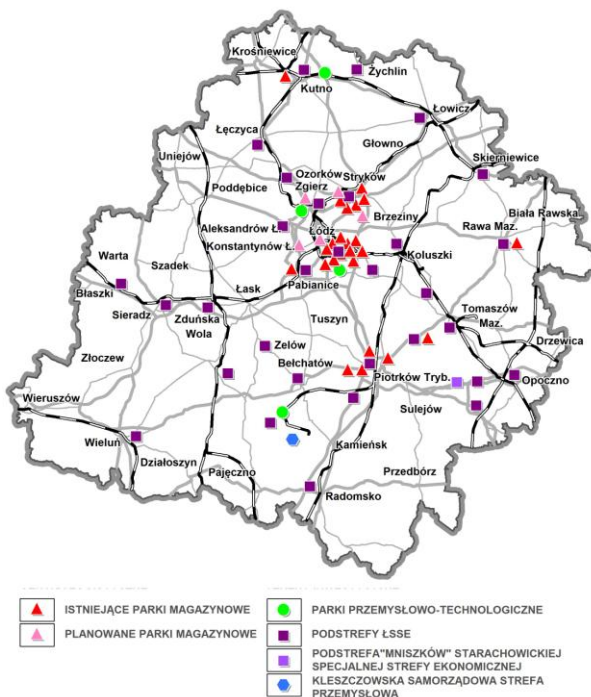 Krośniewice
Kutno
Żychlin
Łowicz
Łęczyca
Głowno
Uniejów
Skierniewice
Ozorków
Stryków
Zgierz
Poddębice
Brzeziny
Biała Rawska
Aleksandrów Ł.
Łódź
Rawa Maz.
Konstantynów Ł.
Koluszki
Warta
Szadek
Pabianice
Błaszki
Łask
Sieradz
Zduńska
Wola
Tuszyn
Tomaszów
Maz.
Zelów
Drzewica
Złoczew
Bełchatów
Piotrków Tryb.
Opoczno
Wieruszów
Sulejów
Wieluń
Kamieńsk
Działoszyn
Pajęczno
Przedbórz
Radomsko
ISTNIEJĄCE PARKI MAGAZYNOWE
PLANOWANE PARKI MAGAZYNOWE
PARKI PRZEMYSŁOWO-TECHNOLOGICZNE
PODSTREFY ŁSSE
PODSTREFA"MNISZKÓW" STARACHOWICKIEJ
SPECJALNEJ STREFY EKONOMICZNEJ
KLESZCZOWSKA SAMORZĄDOWA STREFA
PRZEMYSŁOWA